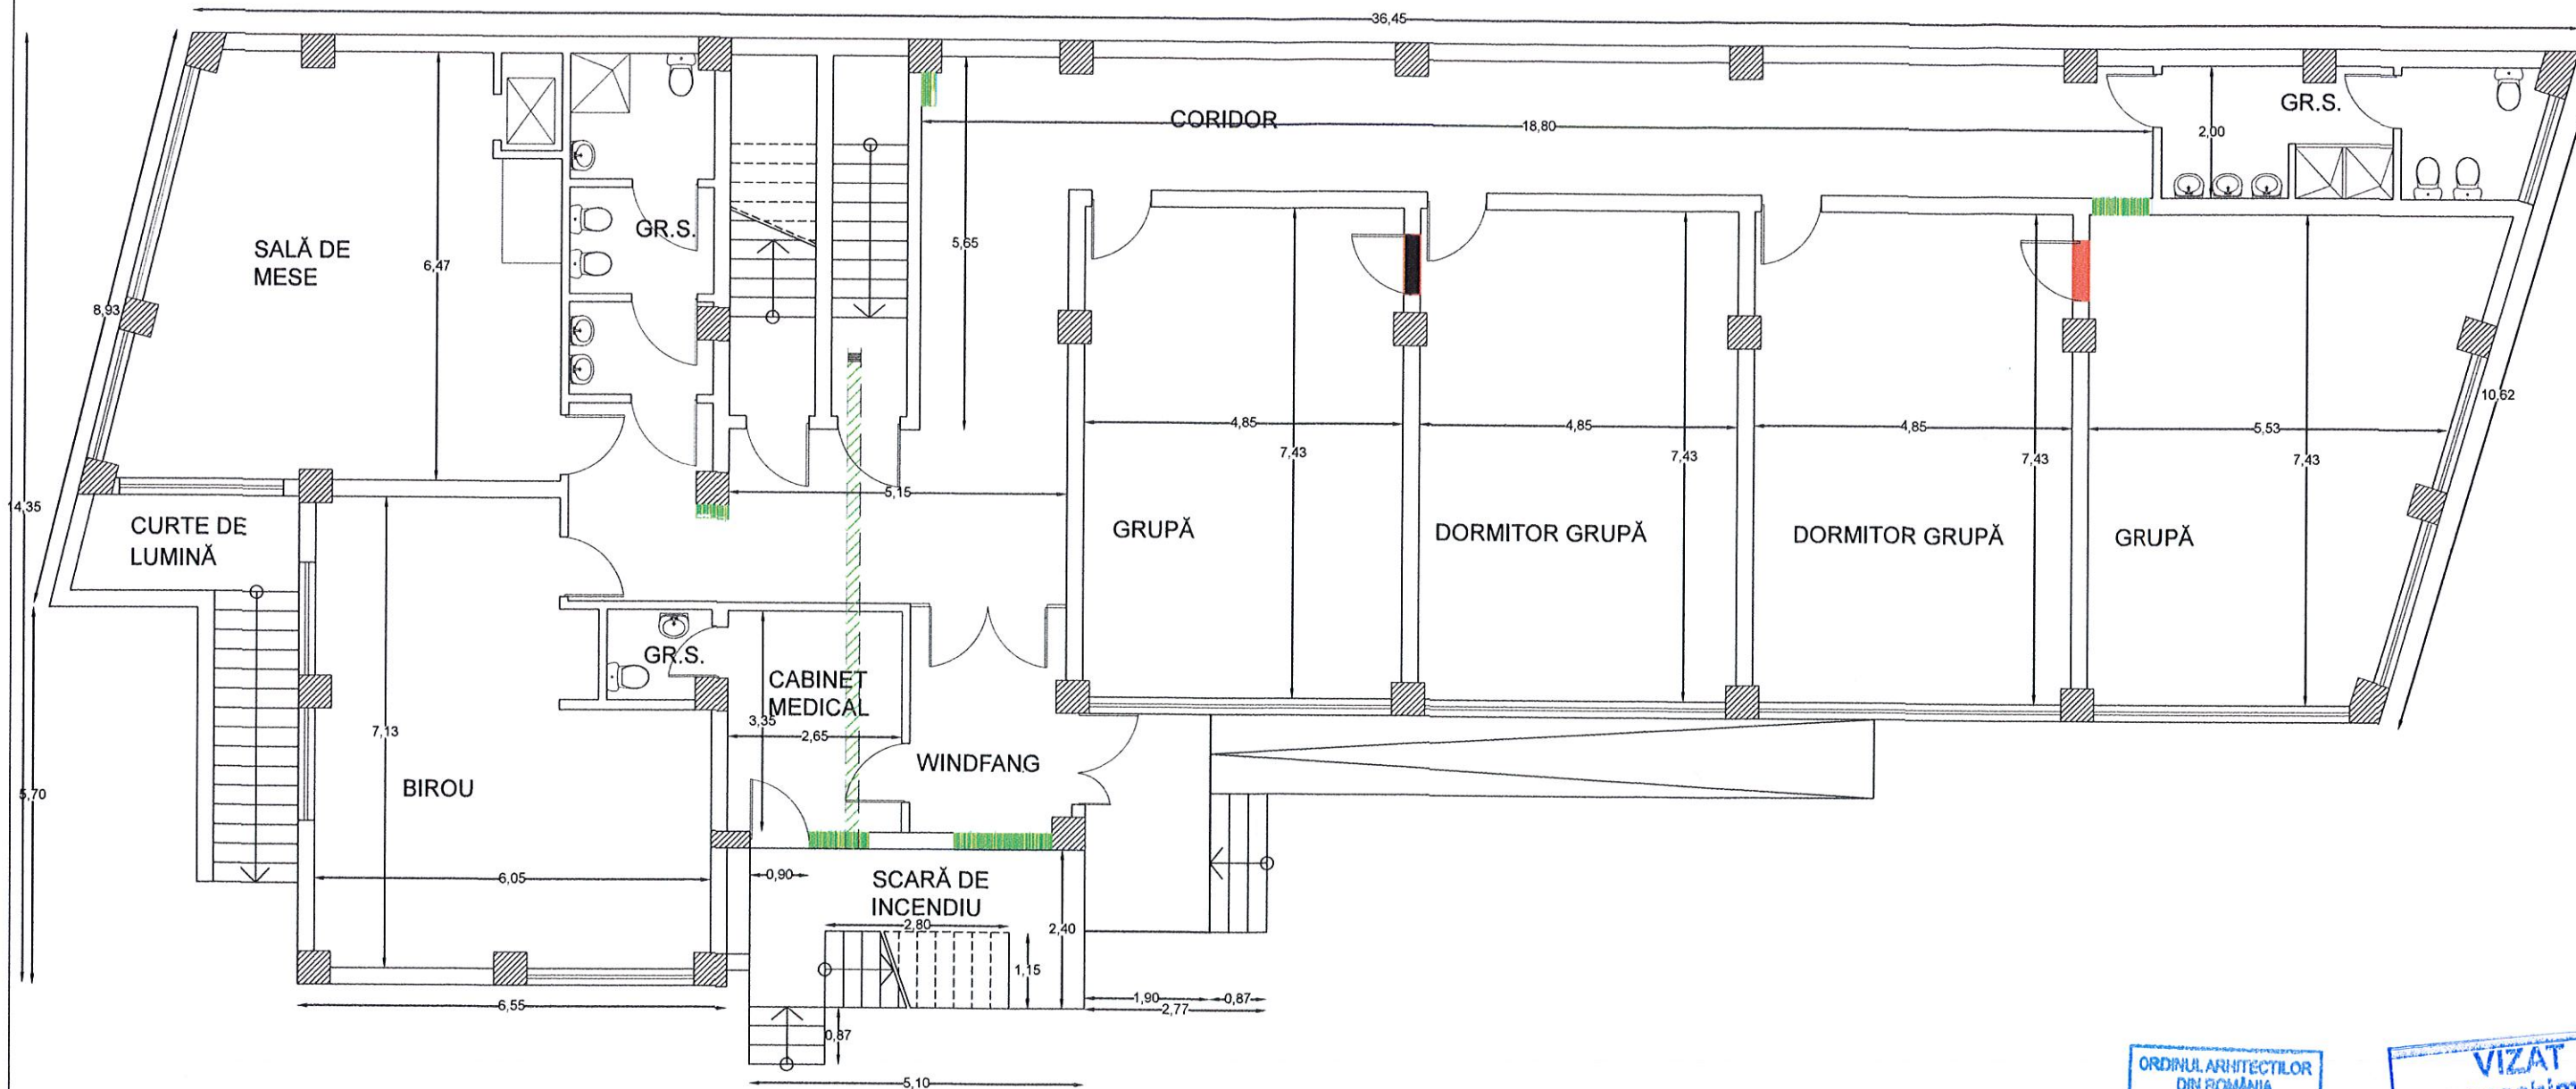 36,45
CORIDOR
18,80
GR.S.
2,00
SALĂ DE
MESE
6,47
GR.S.
5,65
8,93
4,85
4,85
4,85
5,53
10,62
7,43
7,43
7,43
7,43
5,15
14,35
CURTE DE
LUMINĂ
GRUPĂ
DORMITOR GRUPĂ
DORMITOR GRUPĂ
GRUPĂ
GR.S.
CABINET
MEDICAL
3,35
2,65
7,13
WINDFANG
BIROU
5,70
6,05
0,90
SCARĂ DE
INCENDIU
2,80
2,40
1,15
1,90
0,87
2,77
6,55
0,87
5,10
ORDINUL ARHITECTILOR
DIN ROMÂNIA
VIZAT